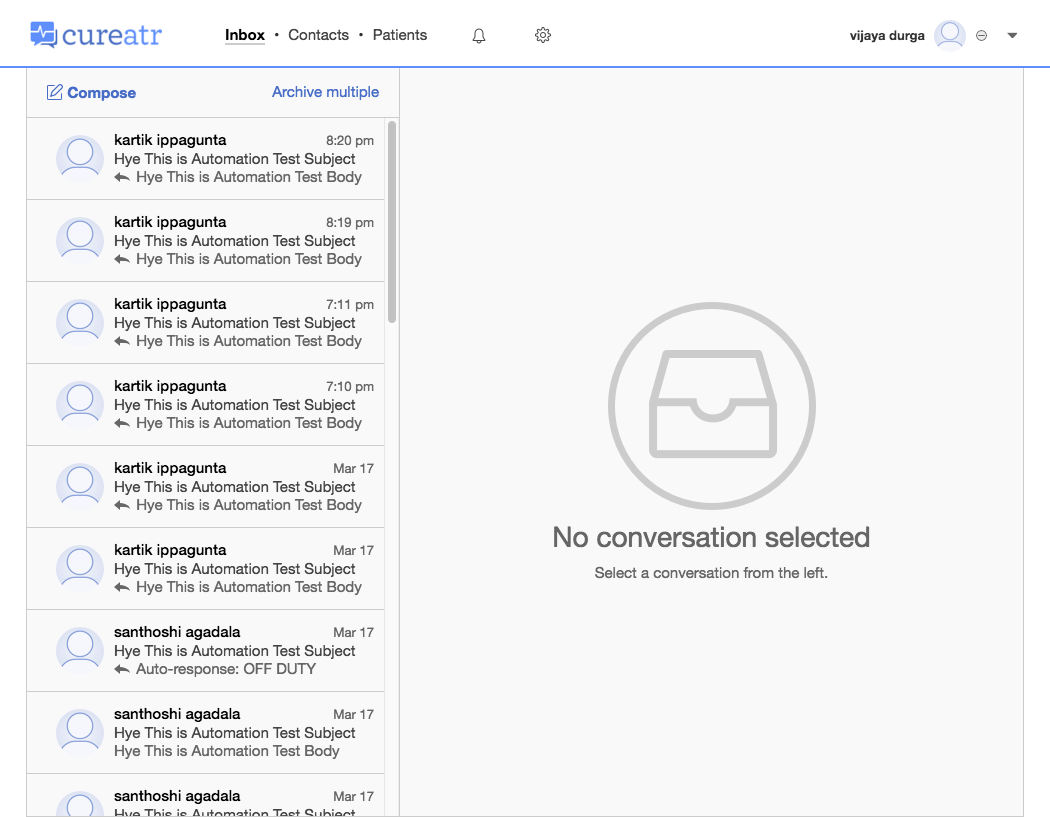 cureatr
Inbox • Contacts • Patients
vijaya durga
Compose
Archive multiple
kartik ippagunta 8:20 pm
Hye This is Automation Test Subject
Hye This is Automation Test Body
kartik ippagunta 8:19 pm
Hye This is Automation Test Subject
Hye This is Automation Test Body
kartik ippagunta 7:11 pm
Hye This is Automation Test Subject
Hye This is Automation Test Body
kartik ippagunta 7:10 pm
Hye This is Automation Test Subject
Hye This is Automation Test Body
kartik ippagunta Mar 17
Hye This is Automation Test Subject
Hye This is Automation Test Body
kartik ippagunta Mar 17
Hye This is Automation Test Subject
Hye This is Automation Test Body
santhoshi agadala Mar 17
Hye This is Automation Test Subject
Auto-response: OFF DUTY
santhoshi agadala Mar 17
Hye This is Automation Test Subject
Hye This is Automation Test Body
santhoshi agadala Mar 17
Hye This is Automation Test Subject
No conversation selected
Select a conversation from the left.